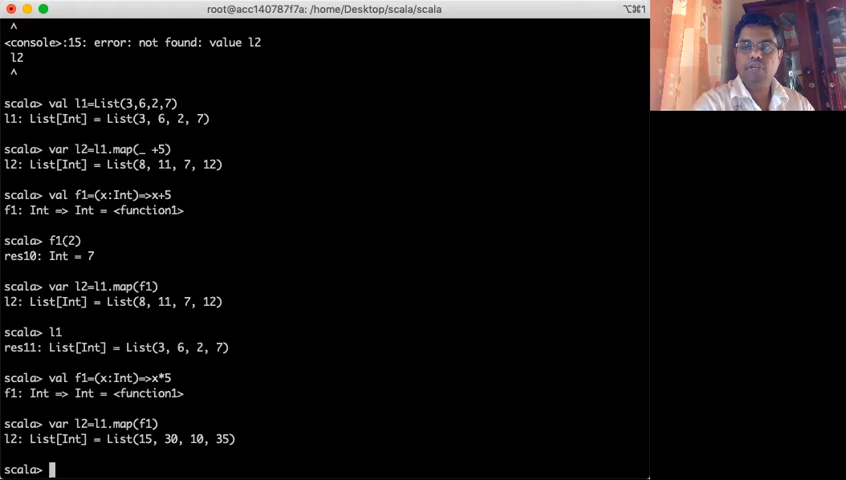 root@acc140787f7a: /home/Desktop/scala/scala
⌥⌘1
^
<console>:15: error: not found: value l2
l2
^
scala> val l1=List(3,6,2,7)
l1: List[Int] = List(3, 6, 2, 7)
scala> var l2=l1.map(_ +5)
l2: List[Int] = List(8, 11, 7, 12)
scala> val f1=(x:Int)=>x+5
f1: Int => Int = <function1>
scala> f1(2)
res10: Int = 7
scala> var l2=l1.map(f1)
l2: List[Int] = List(8, 11, 7, 12)
scala> l1
res11: List[Int] = List(3, 6, 2, 7)
scala> val f1=(x:Int)=>x*5
f1: Int => Int = <function1>
scala> var l2=l1.map(f1)
l2: List[Int] = List(15, 30, 10, 35)
scala>